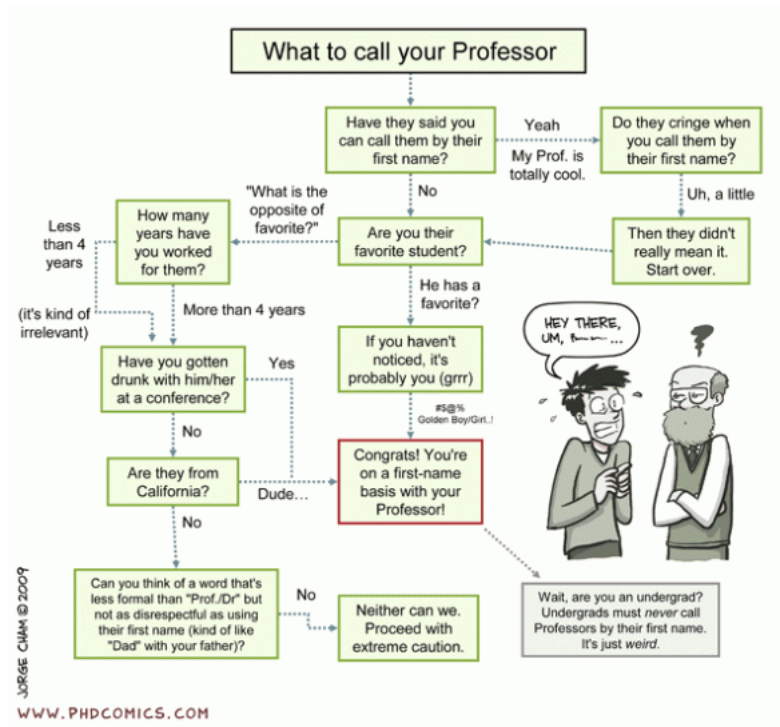 What to call your Professor
Have they said you
can call them by their
first name?
Yeah
My Prof. is
totally cool.
Do they cringe when
you call them by
their first name?
No
Uh, a little
"What is the
opposite of
favorite?"
Less
than 4
years
How many
years have
you worked
for them?
Are you their
favorite student?
Then they didn't
really mean it.
Start over.
He has a
favorite?
(it's kind of
irrelevant)
More than 4 years
HEY THERE,
UM,
...
If you haven't
noticed, it's
probably you (grrr)
Have you gotten
drunk with him/her
at a conference?
Yes
#$@%
Golden Boy/Girl..!
No
Are they from
California?
Dude...
Congrats! You're
on a first-name
basis with your
Professor!
No
Can you think of a word that's
less formal than "Prof./Dr" but
not as disrespectful as using
their first name (kind of like
"Dad" with your father)?
No
Neither can we.
Proceed with
extreme caution.
Wait, are you an undergrad?
Undergrads must never call
Professors by their first name.
It's just weird.
JORGE CHAM © 2009
WWW.PHDCOMICS.COM